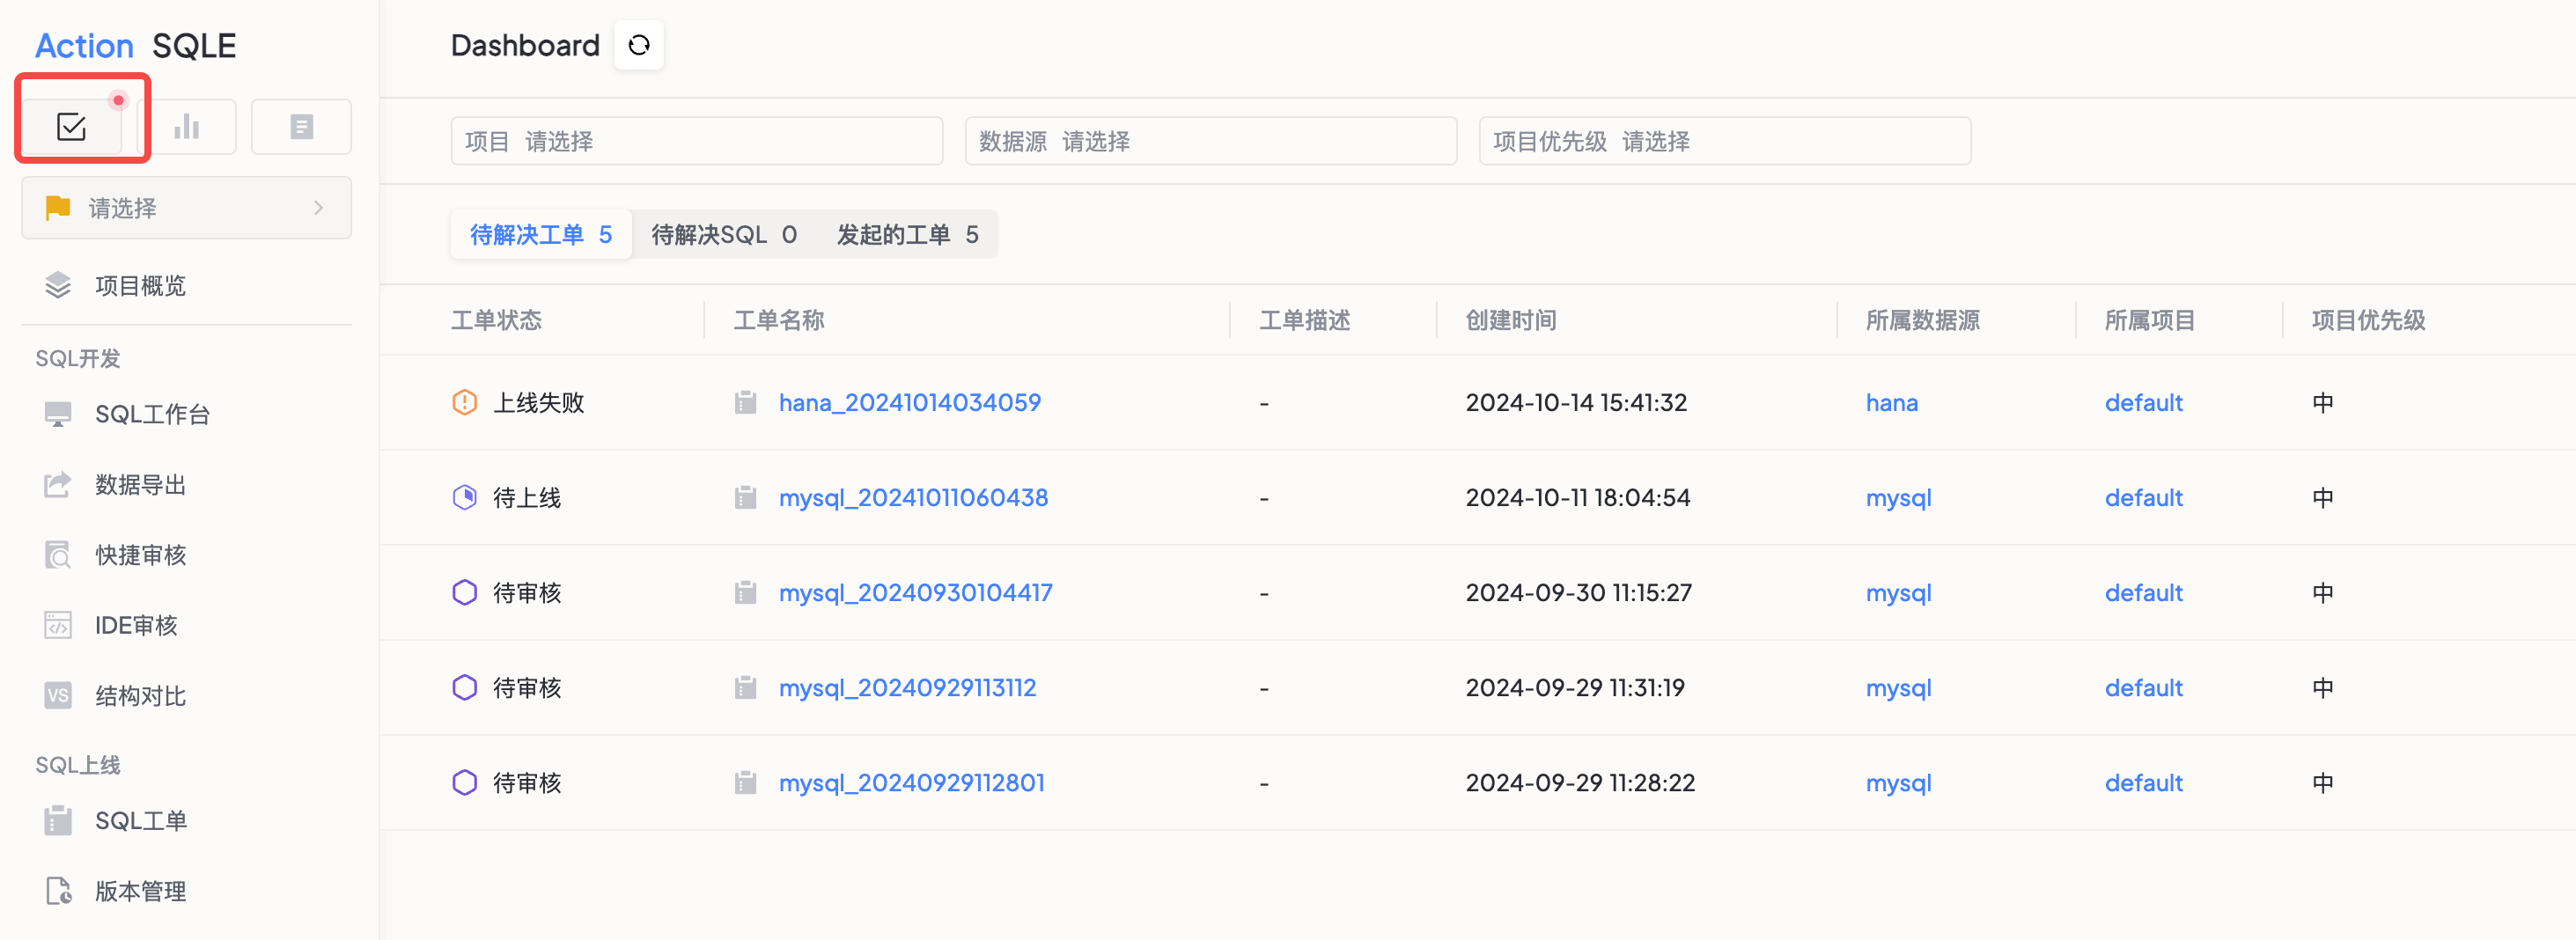 Action SQLE
请选择
项目概览
SQL开发
SQL工作台
数据导出
快捷审核
IDE审核
VS 结构对比
SQL上线
SQL工单
版本管理
Dashboard
项目 请选择 数据源 请选择 项目优先级 请选择
待解决工单 5 待解决SQL 0 发起的工单 5
工单状态 工单名称 工单描述 创建时间 所属数据源 所属项目 项目优先级
上线失败 hana_20241014034059 - 2024-10-14 15:41:32 hana default 中
待上线 mysql_20241011060438 - 2024-10-11 18:04:54 mysql default 中
待审核 mysql_20240930104417 - 2024-09-30 11:15:27 mysql default 中
待审核 mysql_20240929113112 - 2024-09-29 11:31:19 mysql default 中
待审核 mysql_20240929112801 - 2024-09-29 11:28:22 mysql default 中